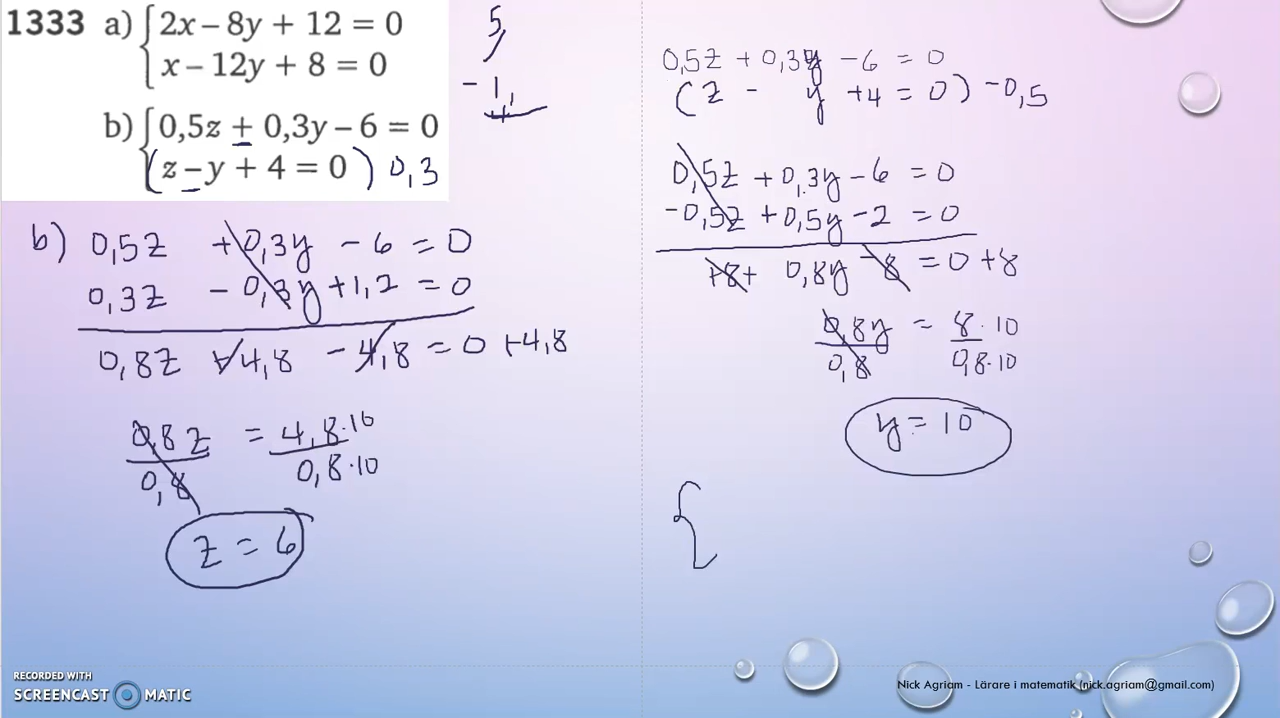 1333 a) { 2x – 8y + 12 = 0
x – 12y + 8 = 0
b) { 0,5z + 0,3y – 6 = 0
(z – y + 4 = 0) 0,3
5,
- 1,
b) 0,5z + 0,3y - 6 = 0
0,3z - 0,3y + 1,2 = 0
0,8z 4,8 - 4,8 = 0 + 4,8
0,8z = 4,8·10
0,8 0,8·10
z = 6
0,5z + 0,3y - 6 = 0
(z - y + 4 = 0) -0,5
0,5z + 0,3y - 6 = 0
-0,5z + 0,5y - 2 = 0
+8+ 0,8y - 8 = 0 + 8
0,8y = 8·10
0,8 0,8·10
y = 10
{
RECORDED WITH
SCREENCAST MATIC
Nick Agriam - Lärare i matematik (nick.agriam@gmail.com)